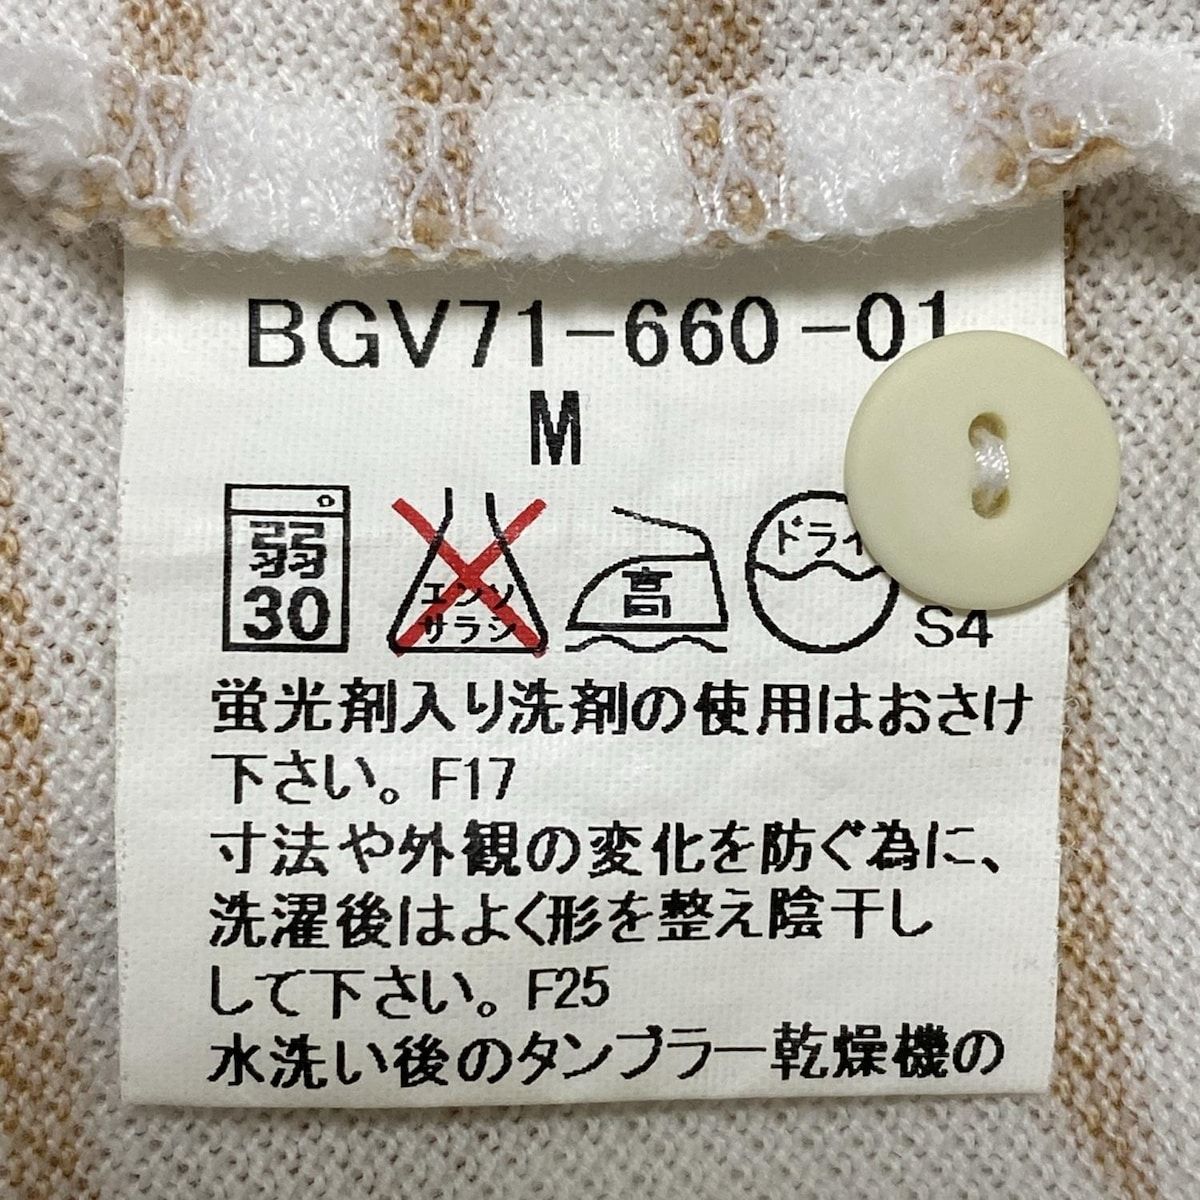 BGV71-660-01
M
弱
30
エンソ
サラシ
高
ドライ
S4
蛍光剤入り洗剤の使用はおさけ
下さい。F17
寸法や外観の変化を防ぐ為に、
洗濯後はよく形を整え陰干し
して下さい。F25
水洗い後のタンブラー乾燥機の